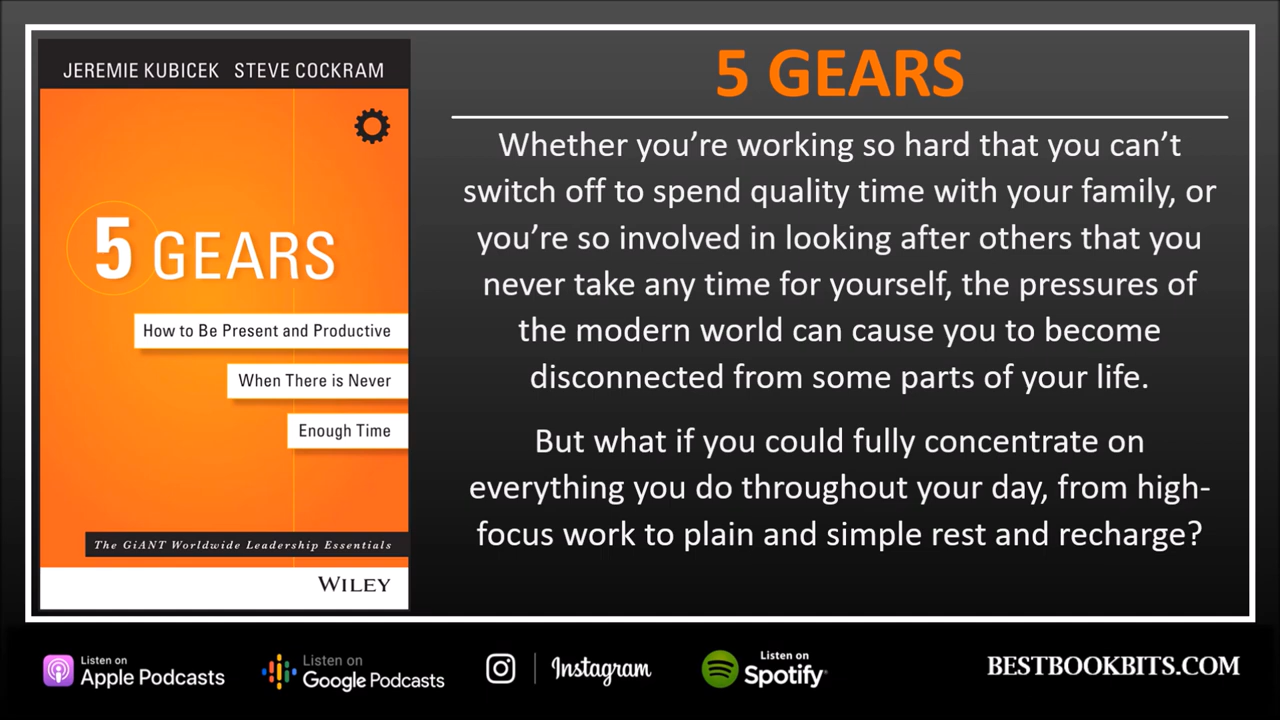 JEREMIE KUBICEK STEVE COCKRAM
5 GEARS
How to Be Present and Productive
When There is Never
Enough Time
The GiANT Worldwide Leadership Essentials
WILEY
5 GEARS
Whether you’re working so hard that you can’t
switch off to spend quality time with your family, or
you’re so involved in looking after others that you
never take any time for yourself, the pressures of
the modern world can cause you to become
disconnected from some parts of your life.
But what if you could fully concentrate on
everything you do throughout your day, from high-
focus work to plain and simple rest and recharge?
Listen on
Apple Podcasts
Listen on
Google Podcasts
Instagram
Listen on
Spotify
BESTBOOKBITS.COM